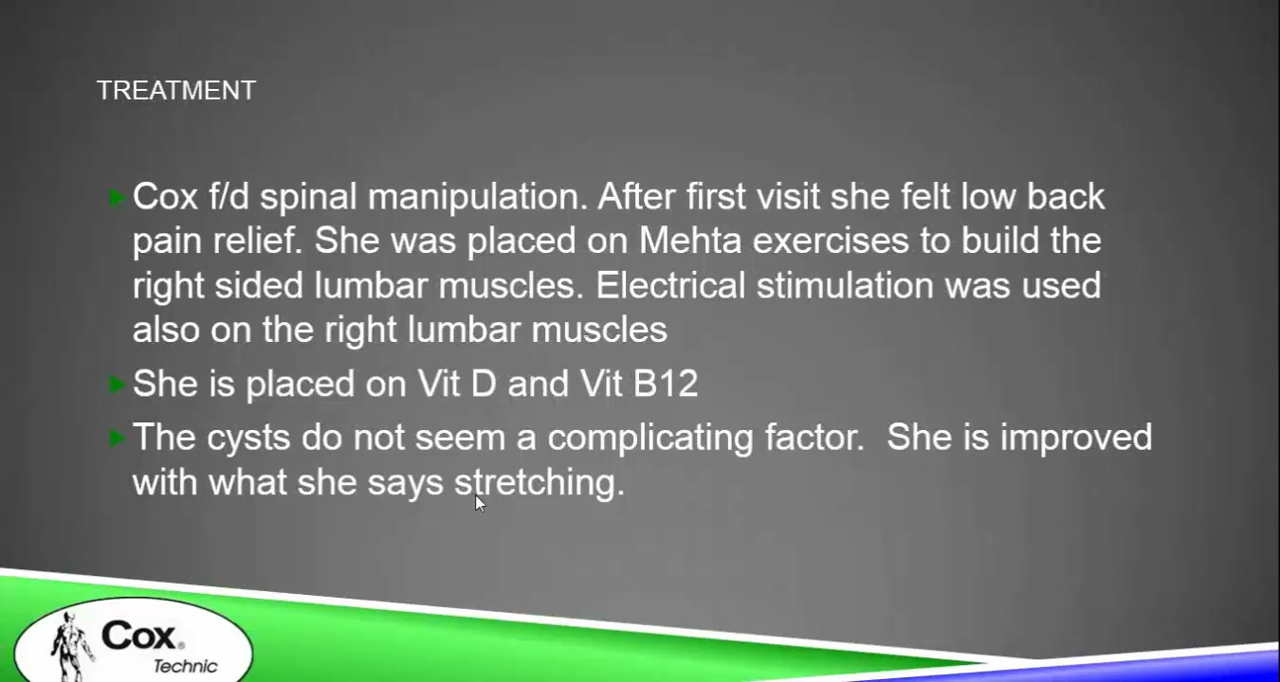 TREATMENT
Cox f/d spinal manipulation. After first visit she felt low back
pain relief. She was placed on Mehta exercises to build the
right sided lumbar muscles. Electrical stimulation was used
also on the right lumbar muscles
She is placed on Vit D and Vit B12
The cysts do not seem a complicating factor.  She is improved
with what she says stretching.
Cox®
Technic